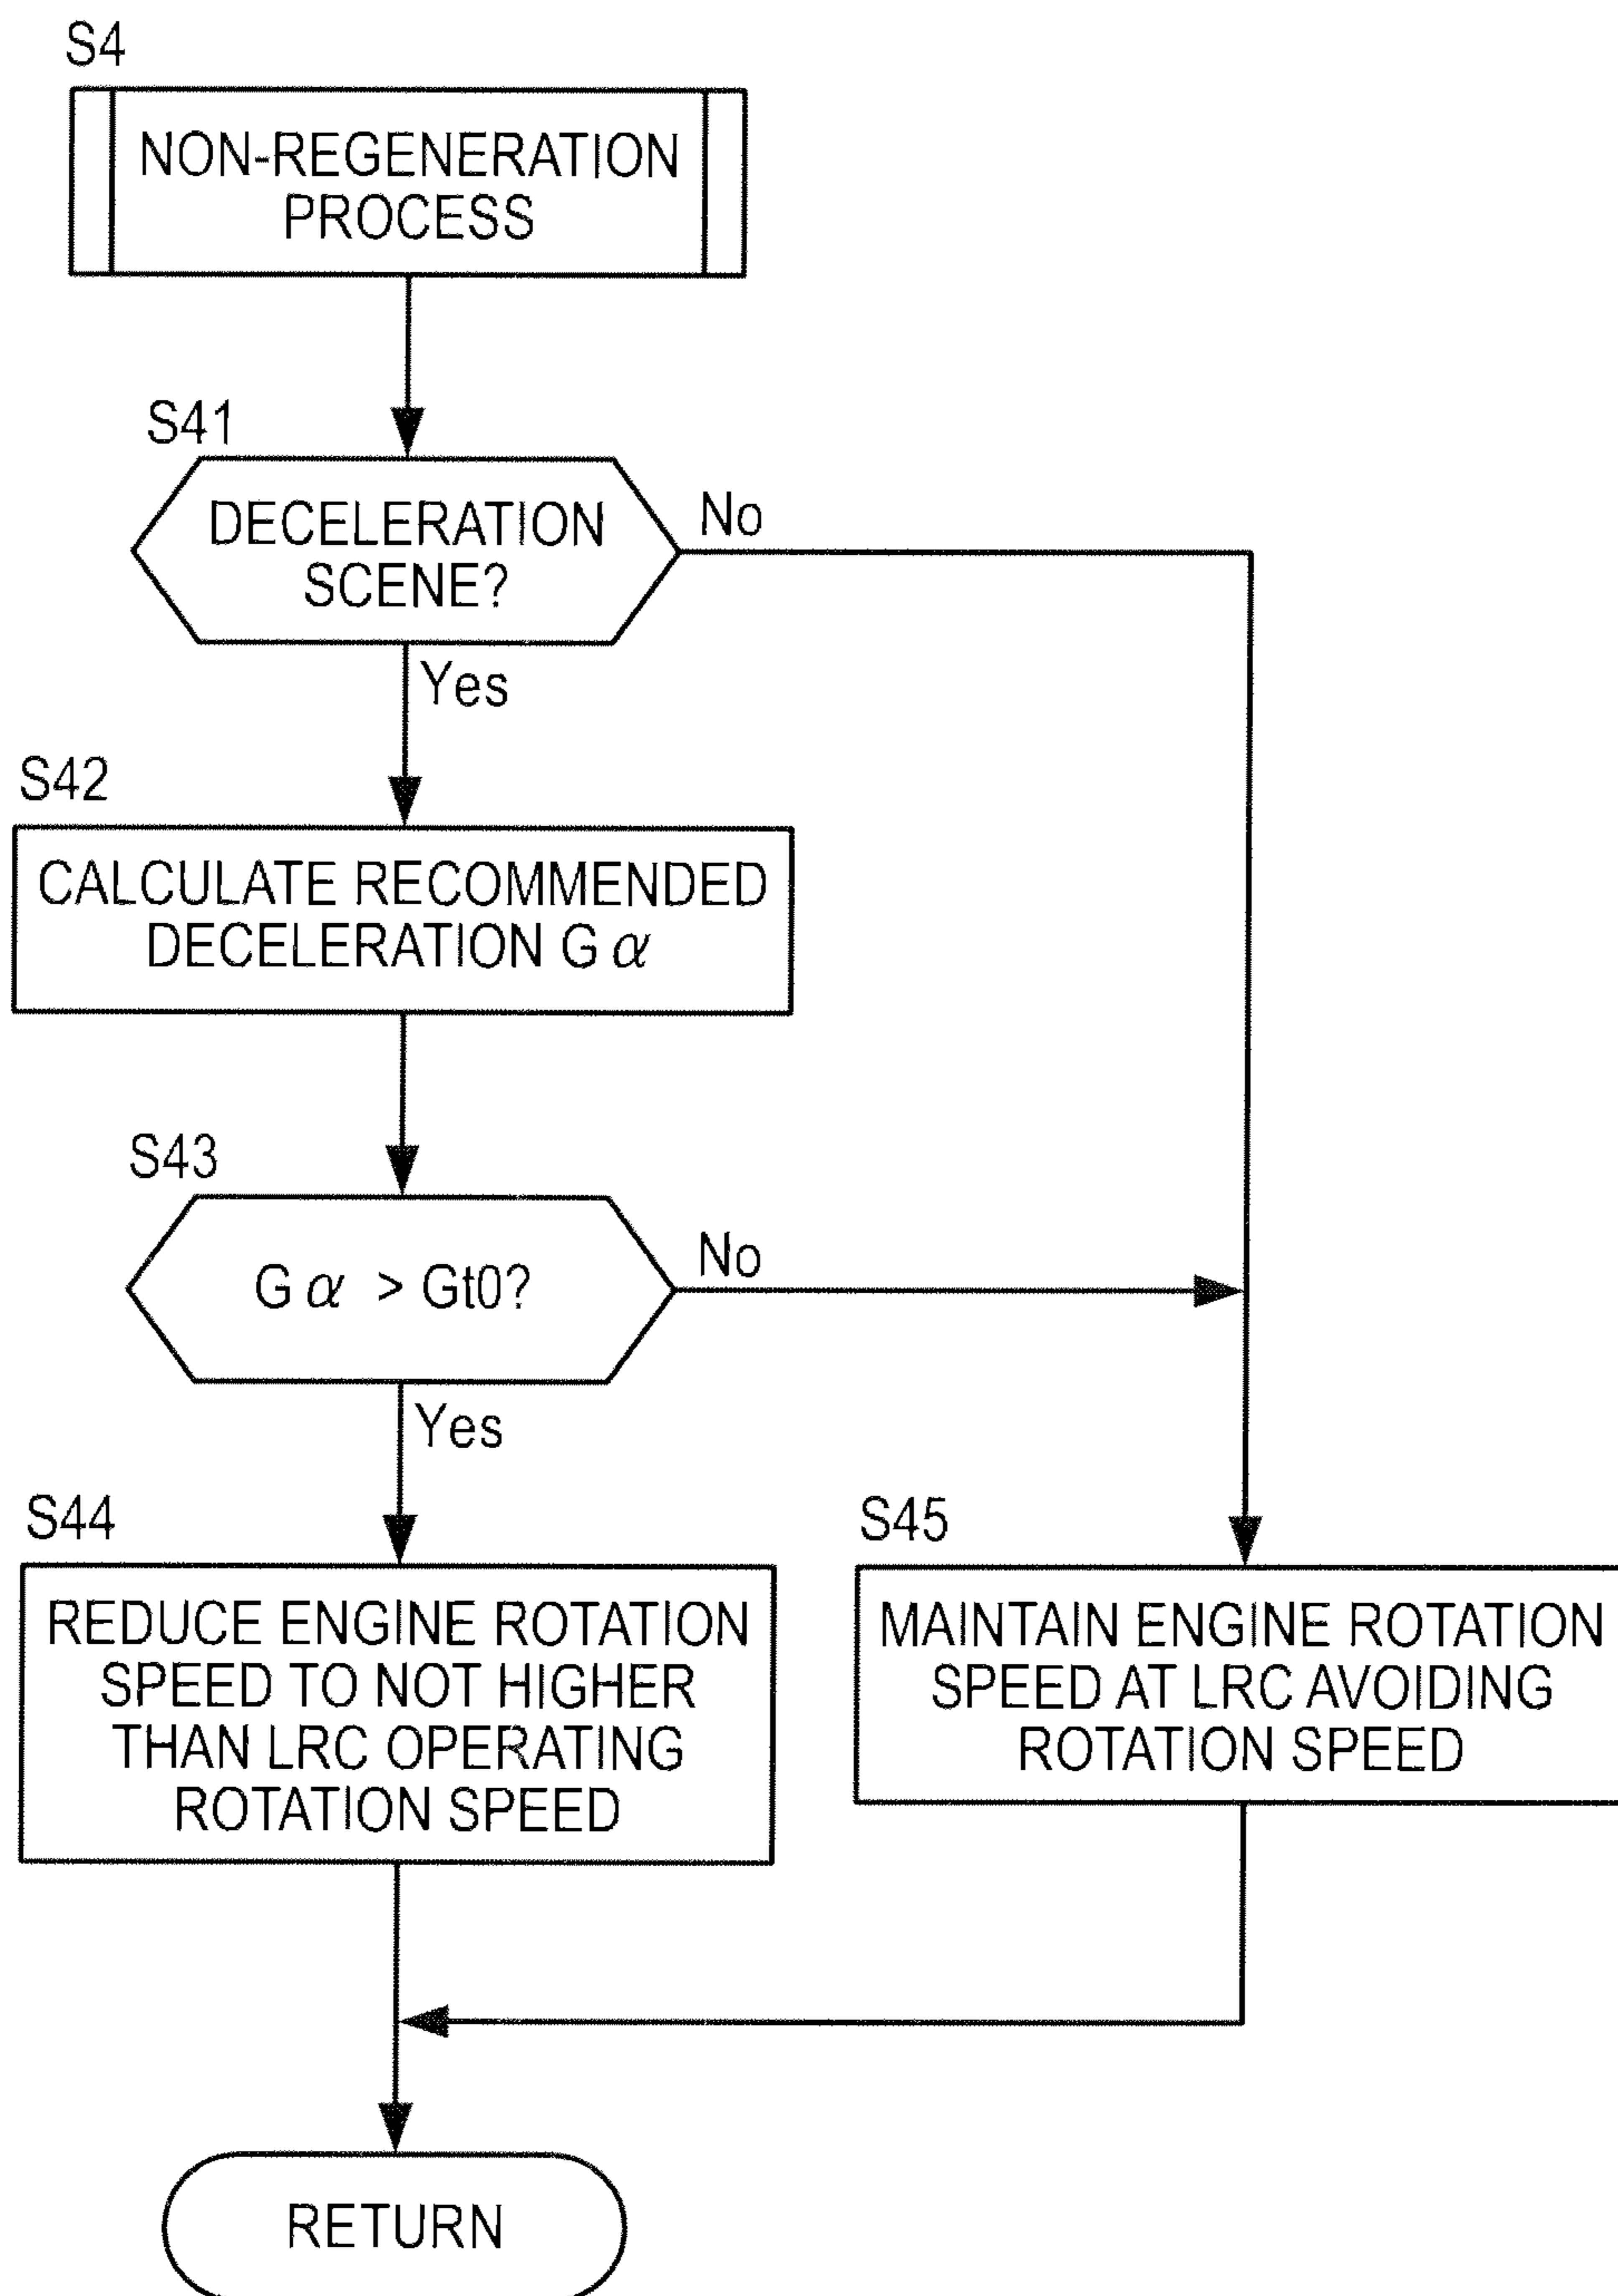 S4
NON-REGENERATION
PROCESS
S41
DECELERATION
SCENE?
No
Yes
S42
CALCULATE RECOMMENDED
DECELERATION G α
S43
G α > Gt0?
No
Yes
S44
REDUCE ENGINE ROTATION
SPEED TO NOT HIGHER
THAN LRC OPERATING
ROTATION SPEED
S45
MAINTAIN ENGINE ROTATION
SPEED AT LRC AVOIDING
ROTATION SPEED
RETURN